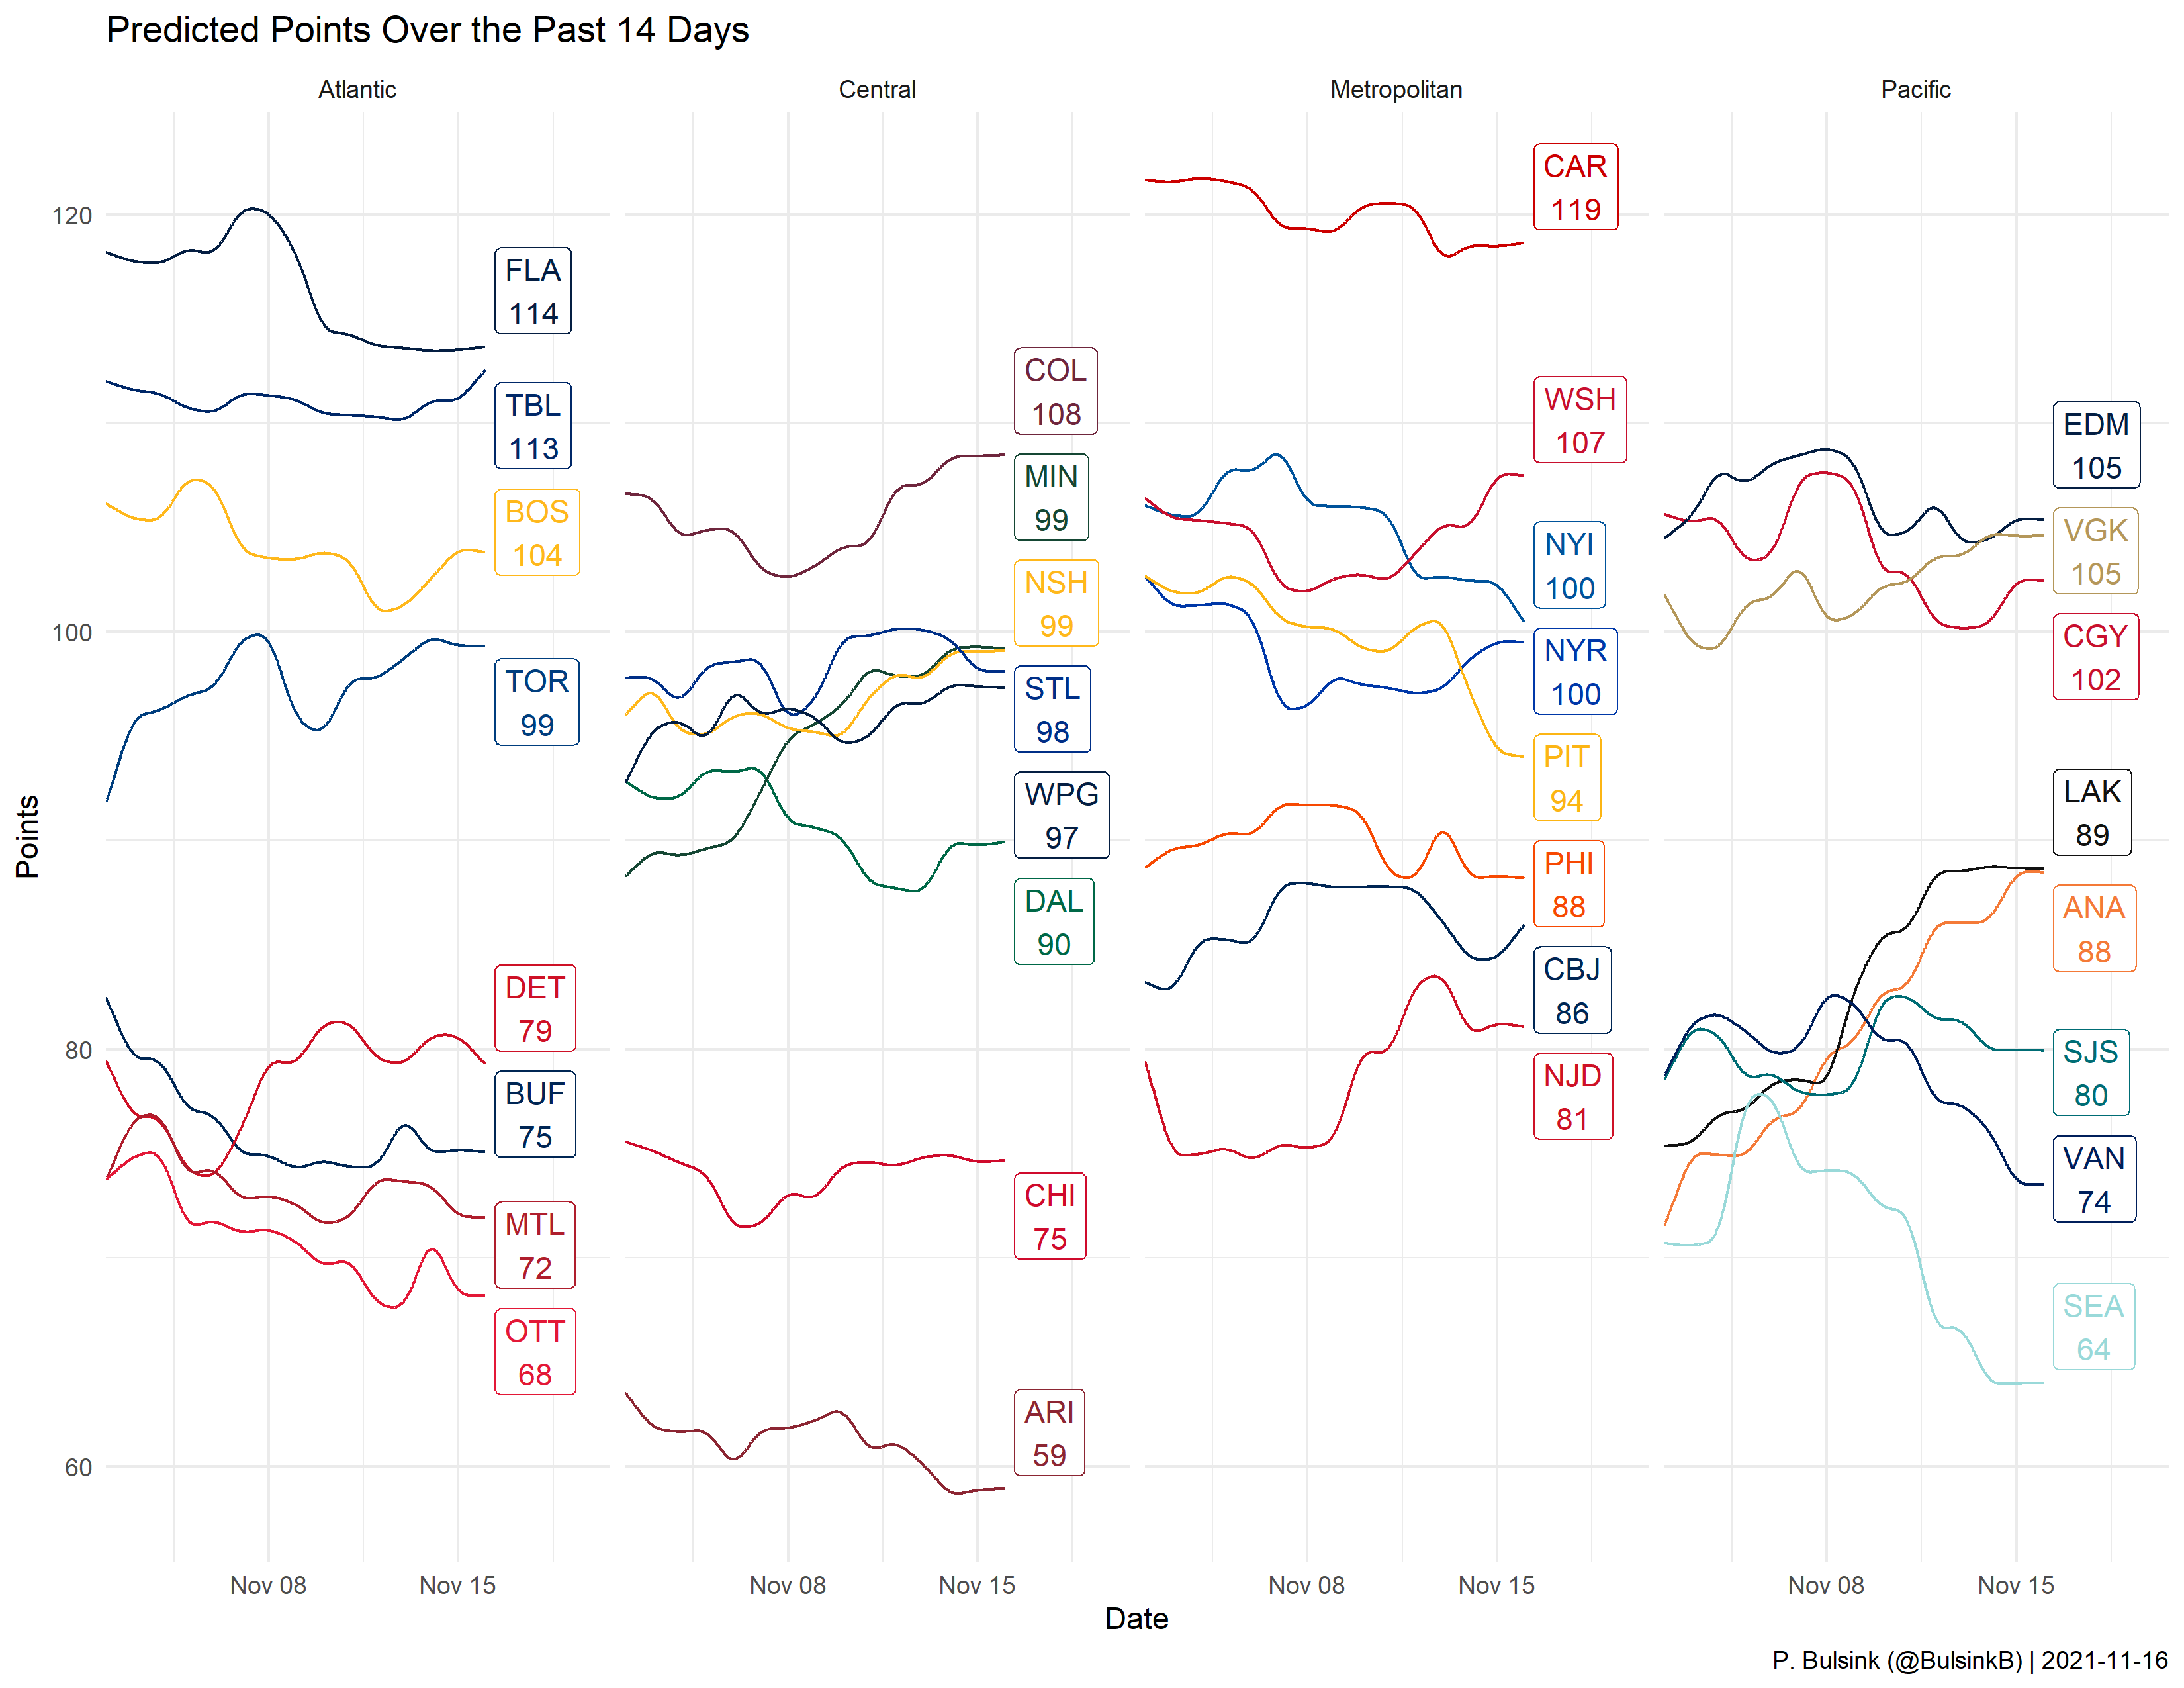 Predicted Points Over the Past 14 Days
Atlantic
Central
Metropolitan
Pacific
Points
120
100
80
60
FLA
114
TBL
113
BOS
104
TOR
99
DET
79
BUF
75
MTL
72
OTT
68
COL
108
MIN
99
NSH
99
STL
98
WPG
97
DAL
90
CHI
75
ARI
59
CAR
119
WSH
107
NYI
100
NYR
100
PIT
94
PHI
88
CBJ
86
NJD
81
EDM
105
VGK
105
CGY
102
LAK
89
ANA
88
SJS
80
VAN
74
SEA
64
Nov 08
Nov 15
Nov 08
Nov 15
Nov 08
Nov 15
Nov 08
Nov 15
Date
P. Bulsink (@BulsinkB) | 2021-11-16